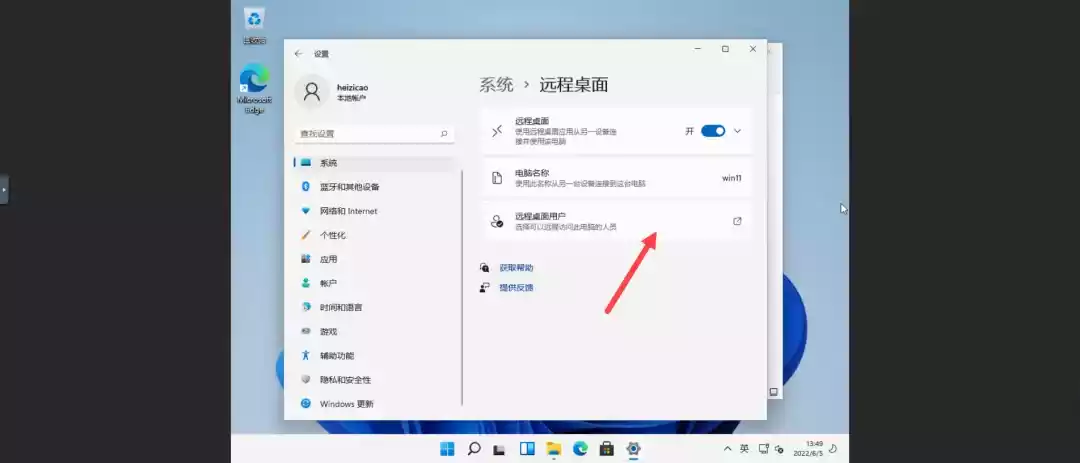 回收站
Microsoft
Edge
设置
heizicao
本地帐户
查找设置
系统
蓝牙和其他设备
网络和 Internet
个性化
应用
帐户
时间和语言
游戏
辅助功能
隐私和安全性
Windows 更新
系统 › 远程桌面
远程桌面
使用远程桌面应用从另一设备连
接并使用该电脑
开
电脑名称
使用此名称从另一台设备连接到这台电脑
win11
远程桌面用户
选择可以远程访问此电脑的人员
获取帮助
提供反馈
英
13:49
2022/6/5